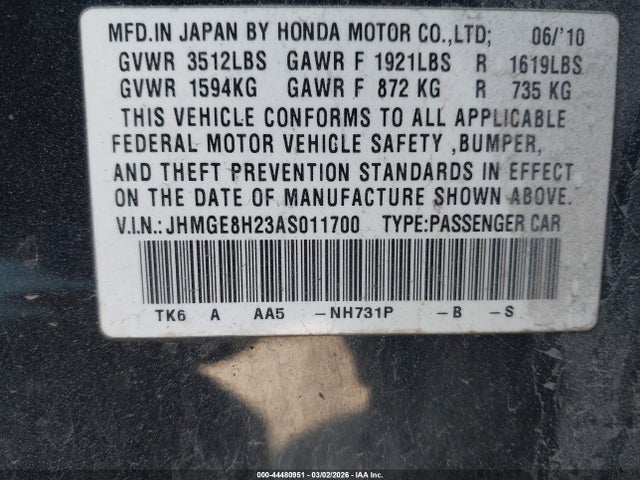 MFD.IN JAPAN BY HONDA MOTOR CO.,LTD; 06/'10
GVWR 3512LBS GAWR F 1921LBS R 1619LBS
GVWR 1594KG GAWR F 872 KG R 735 KG
THIS VEHICLE CONFORMS TO ALL APPLICABLE
FEDERAL MOTOR VEHICLE SAFETY ,BUMPER,
AND THEFT PREVENTION STANDARDS IN EFFECT
ON THE DATE OF MANUFACTURE SHOWN ABOVE.
V.I.N.:JHMGE8H23AS011700 TYPE:PASSENGER CAR
TK6 A AA5 -NH731P -B -S
000-44480951 - 03/02/2026 - IAA Inc.